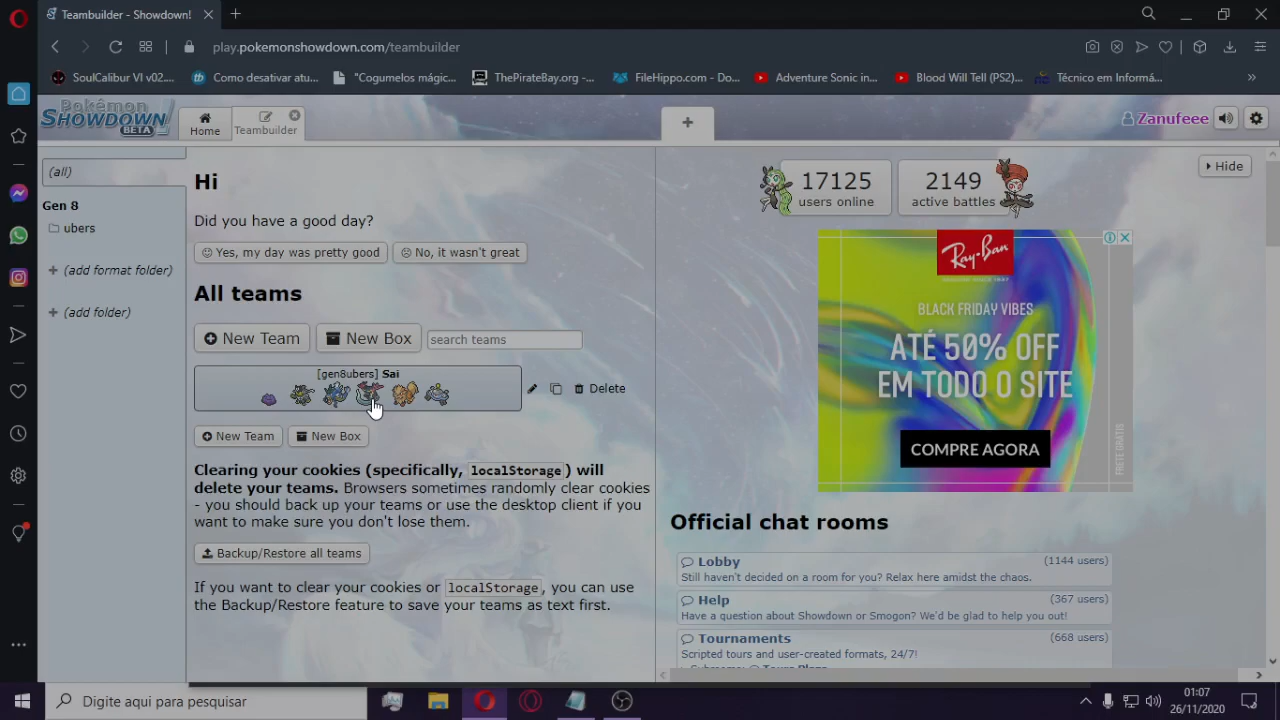 Teambuilder - Showdown!
play.pokemonshowdown.com/teambuilder
SoulCalibur VI v02....
Como desativar atu...
"Cogumelos mágic...
ThePirateBay.org -...
FileHippo.com - Do...
Adventure Sonic in...
Blood Will Tell (PS2)...
Técnico em Informá...
Pokémon
SHOWDOWN
BETA
Home
Teambuilder
Zanufeee
(all)
Gen 8
ubers
(add format folder)
(add folder)
Hi
Did you have a good day?
Yes, my day was pretty good
No, it wasn't great
All teams
New Team
New Box
search teams
[gen8ubers] Sai
Delete
New Team
New Box
Clearing your cookies (specifically, localStorage) will
delete your teams. Browsers sometimes randomly clear cookies
- you should back up your teams or use the desktop client if you
want to make sure you don't lose them.
Backup/Restore all teams
If you want to clear your cookies or localStorage, you can use
the Backup/Restore feature to save your teams as text first.
17125
users online
2149
active battles
Hide
Ray-Ban
BLACK FRIDAY VIBES
ATÉ 50% OFF
EM TODO O SITE
COMPRE AGORA
FRETE GRÁTIS
Official chat rooms
Lobby
(1144 users)
Still haven't decided on a room for you? Relax here amidst the chaos.
Help
(367 users)
Have a question about Showdown or Smogon? We'd be glad to help you out!
Tournaments
(668 users)
Scripted tours and user-created formats, 24/7!
Digite aqui para pesquisar
01:07
26/11/2020